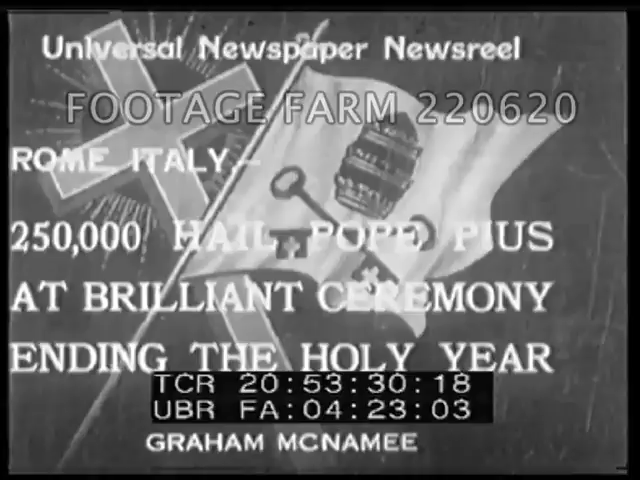 Universal Newspaper Newsreel
FOOTAGE FARM 220620
ROME ITALY.—
250,000 HAIL POPE PIUS
AT BRILLIANT CEREMONY
ENDING THE HOLY YEAR
TCR 20:53:30:18
UBR FA:04:23:03
GRAHAM MCNAMEE